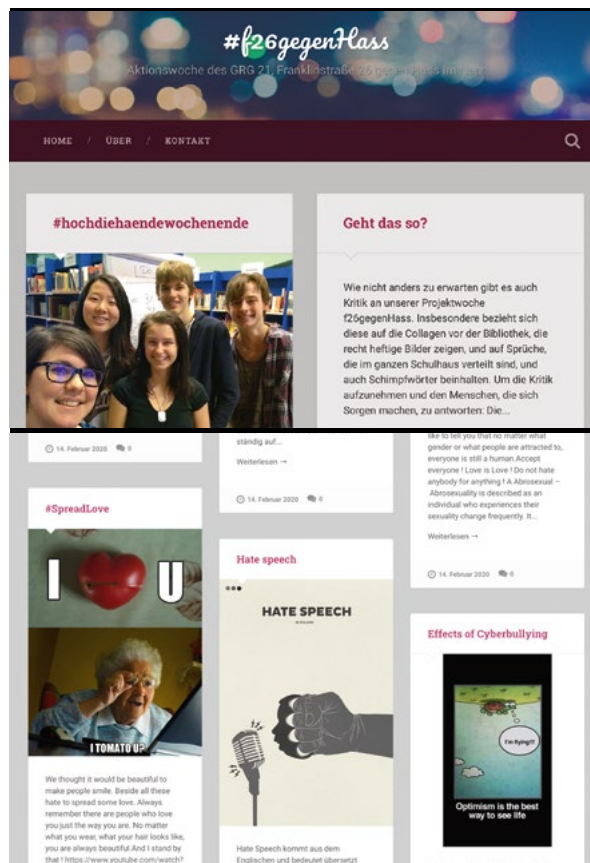 #f26gegenHass
Aktionswoche des GRG 21, Franklinstraße 26 gegen Hass im Netz
HOME / ÜBER / KONTAKT
#hochdiehaendewochenende
Geht das so?
Wie nicht anders zu erwarten gibt es auch
Kritik an unserer Projektwoche
f26gegenHass. Insbesondere bezieht sich
diese auf die Collagen vor der Bibliothek, die
recht heftige Bilder zeigen, und auf Sprüche,
die im ganzen Schulhaus verteilt sind, und
auch Schimpfwörter beinhalten. Um die Kritik
aufzunehmen und den Menschen, die sich
Sorgen machen, zu antworten: Die...
14. Februar 2020 0
#SpreadLove
I U
I TOMATO U?
We thought it would be beautiful to
make people smile. Beside all these
hate to spread some love. Always
remember there are people who love
you just the way you are. No matter
what you wear, what your hair looks like,
you are always beautiful And I stand by
that ! https://www.youtube.com/watch?
ständig auf...
Weiterlesen →
14. Februar 2020 0
Hate speech
HATE SPEECH
Hate Speech kommt aus dem
Englischen und bedeutet übersetzt
like to tell you that no matter what
gender or what people are attracted to,
everyone is still a human.Accept
everyone ! Love is Love ! Do not hate
anybody for anything ! A Abrosexual –
Abrosexuality is described as an
individual who experiences their
sexuality change frequently. It...
Weiterlesen →
14. Februar 2020 0
Effects of Cyberbullying
I'm flying!!!
Optimism is the best
way to see life